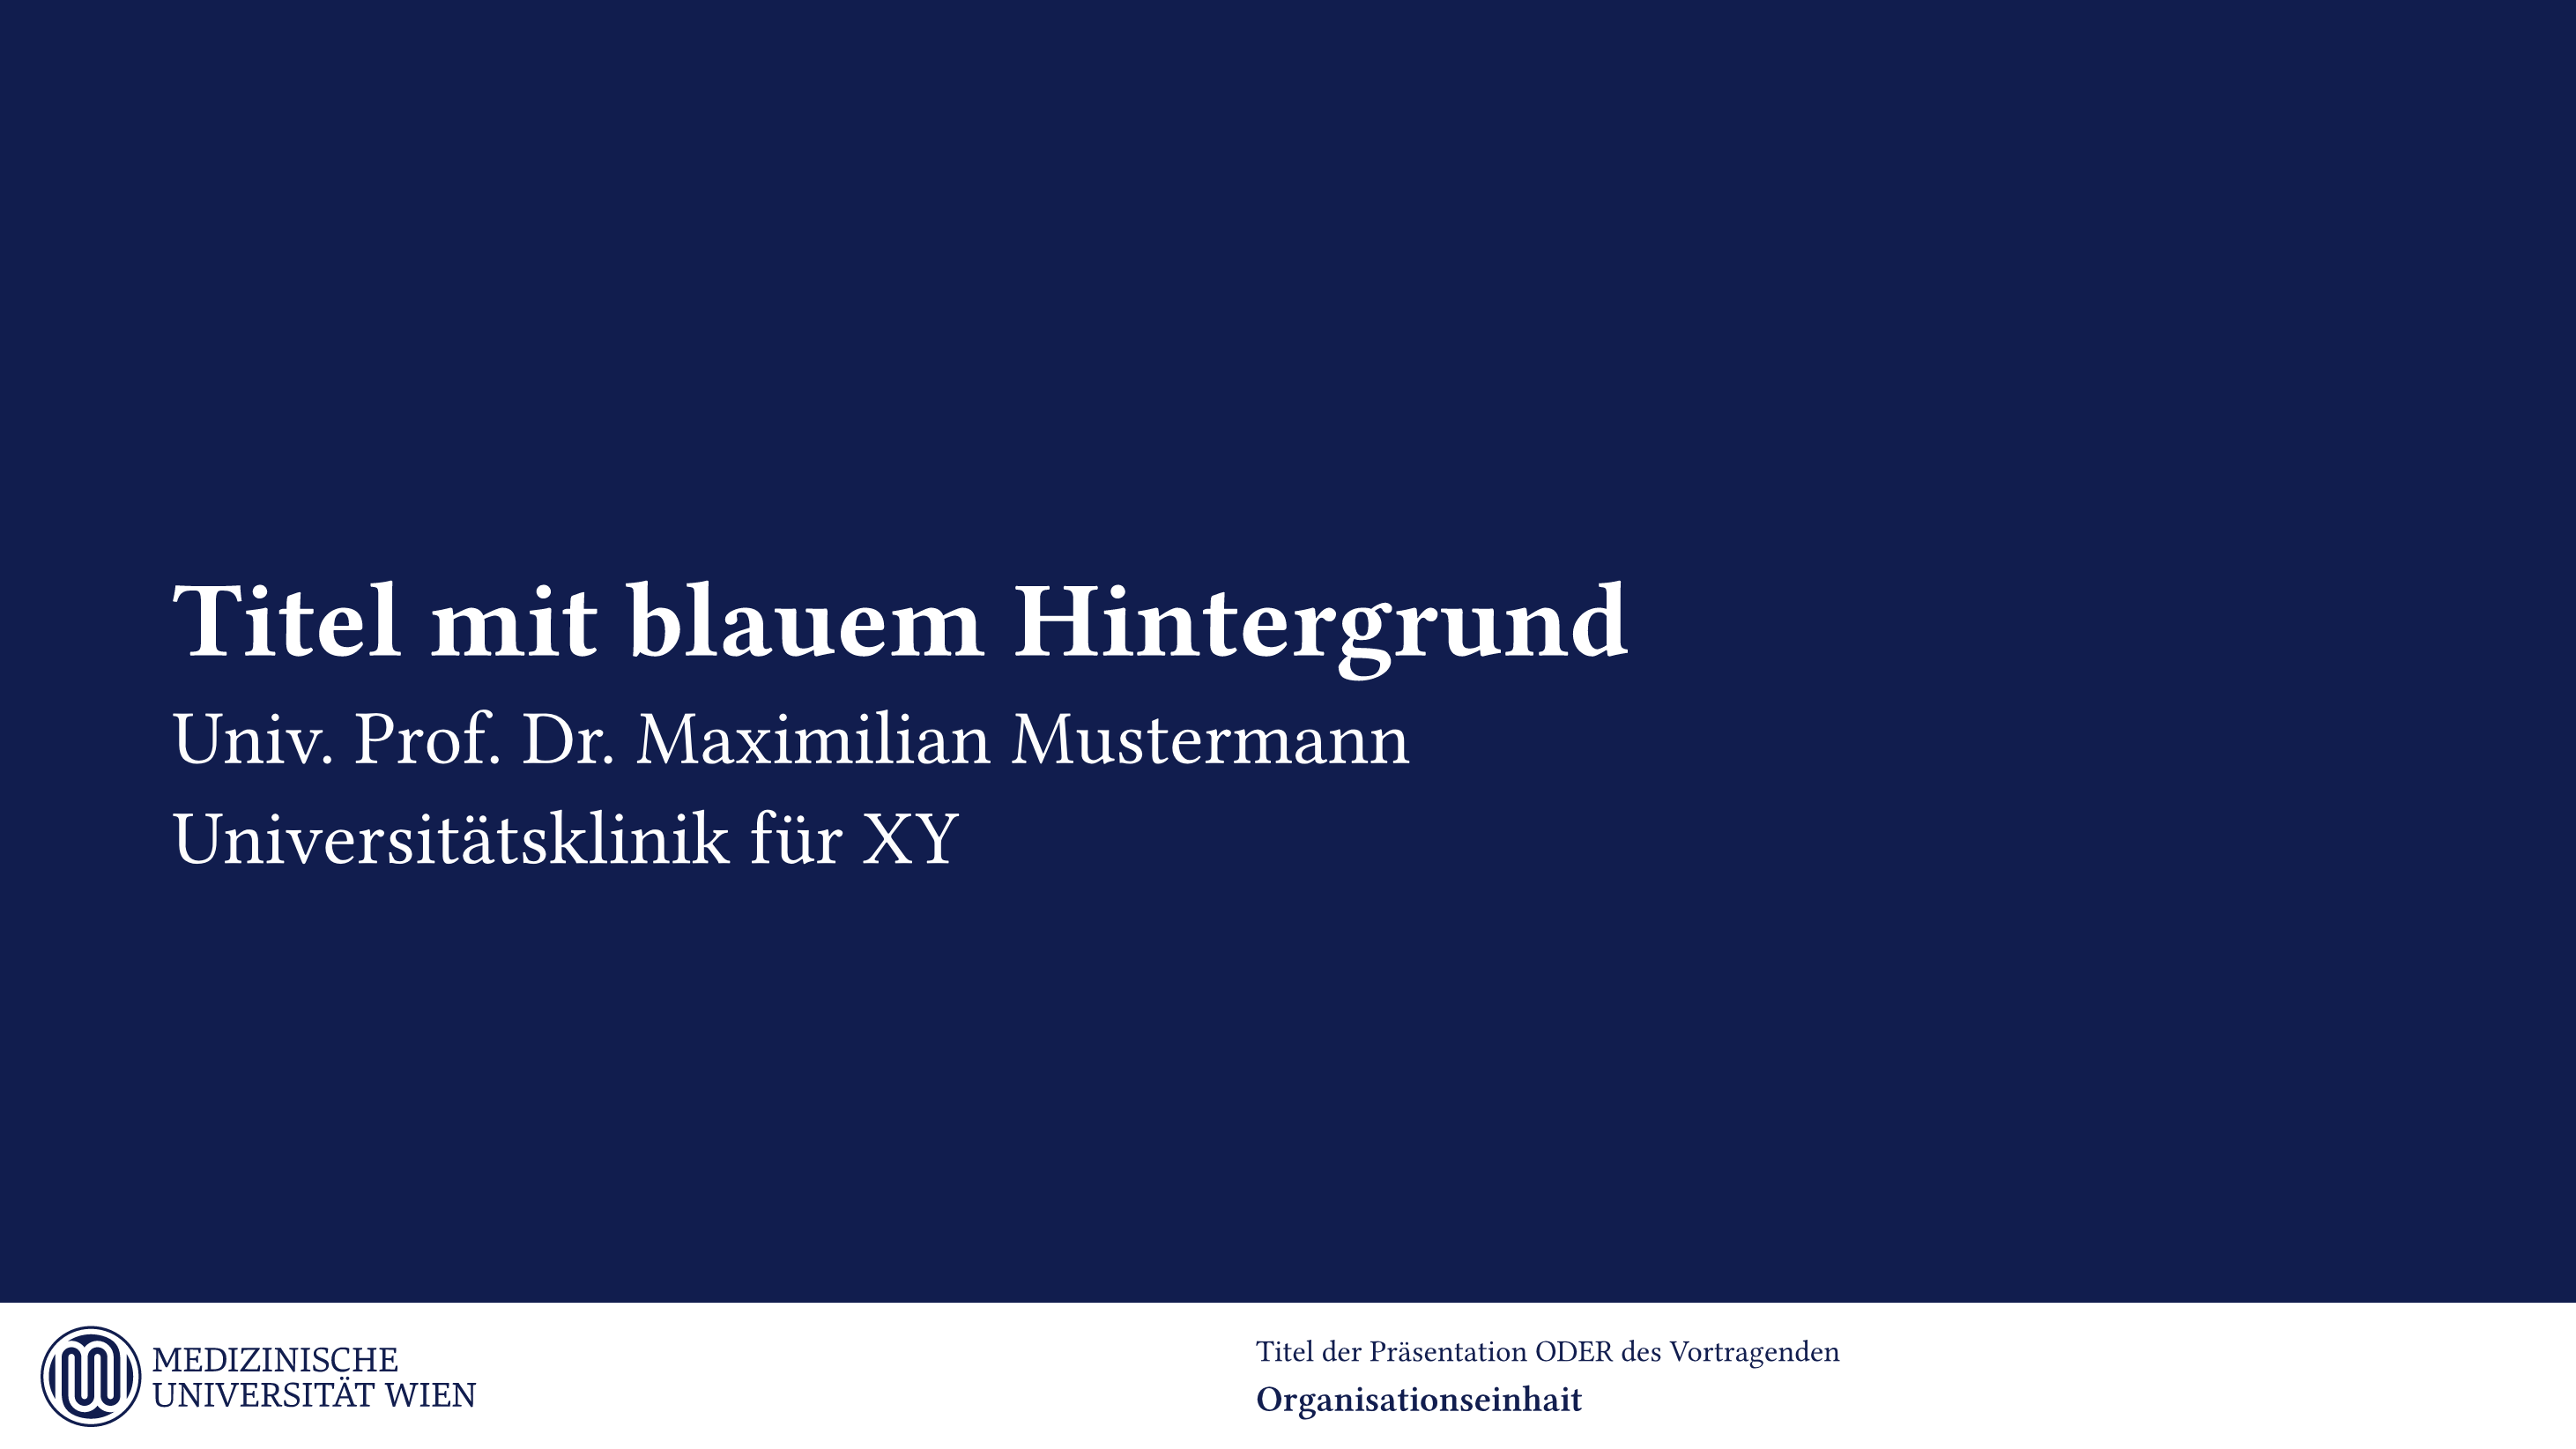 Titel mit blauem Hintergrund
Univ. Prof. Dr. Maximilian Mustermann
Universitätsklinik für XY
MEDIZINISCHE
UNIVERSITÄT WIEN
Titel der Präsentation ODER des Vortragenden
Organisationseinhait